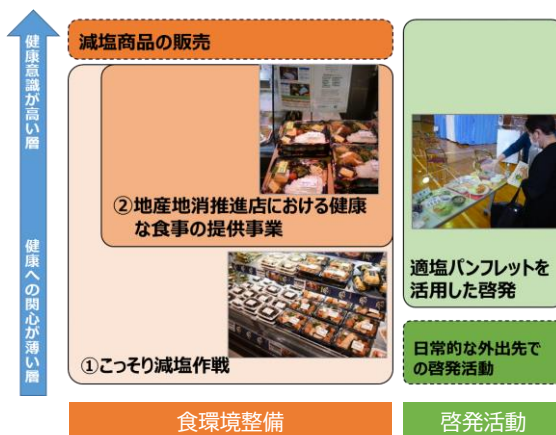 健康意識が高い層
健康への関心が薄い層
減塩商品の販売
②地産地消推進店における健康
な食事の提供事業
①こっそり減塩作戦
適塩パンフレットを
活用した啓発
日常的な外出先で
の啓発活動
食環境整備
啓発活動